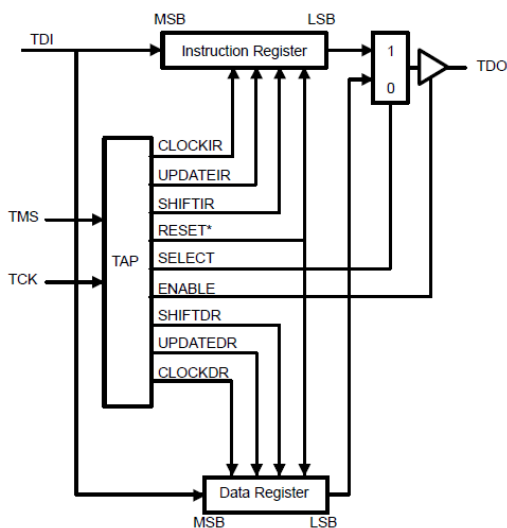 MSB LSB
TDI
Instruction Register
1
TDO
0
CLOCKIR
UPDATEIR
SHIFTIR
TMS
RESET*
TAP
SELECT
TCK
ENABLE
SHIFTDR
UPDATEDR
CLOCKDR
Data Register
MSB LSB